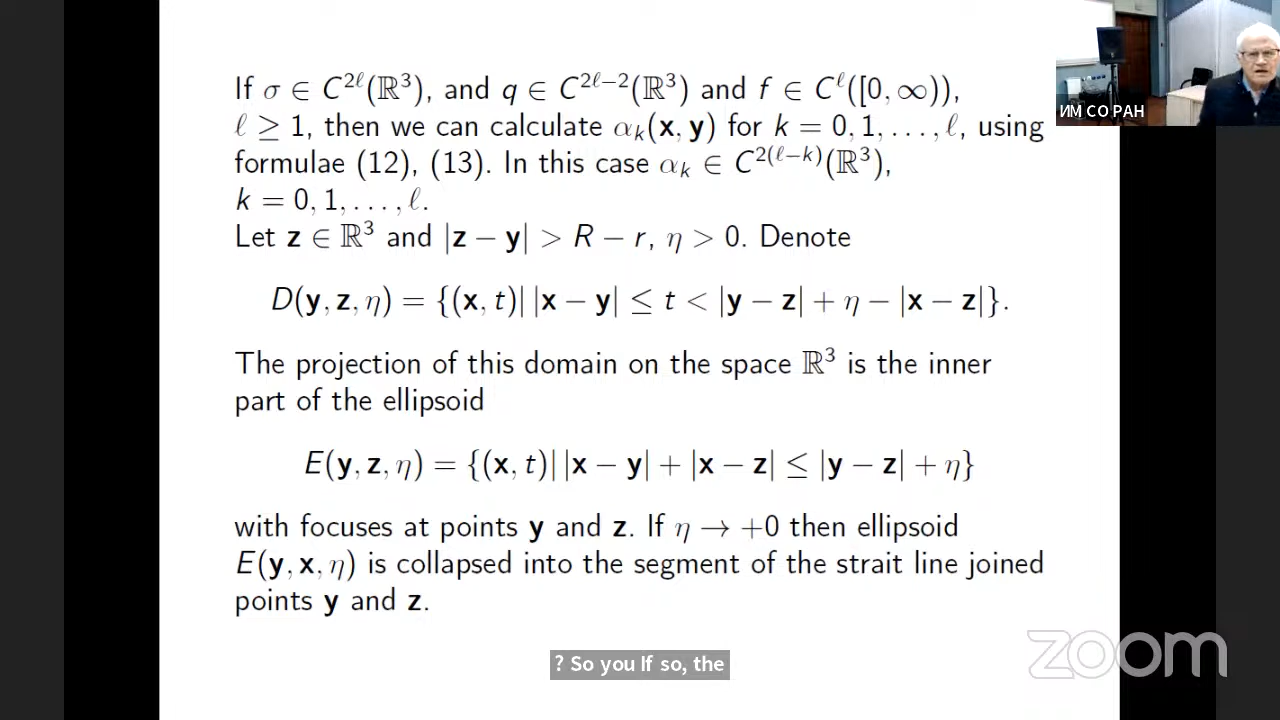 If σ ∈ C^{2ℓ}(ℝ³), and q ∈ C^{2ℓ−2}(ℝ³) and f ∈ C^ℓ([0, ∞)),
ℓ ≥ 1, then we can calculate α_k(x, y) for k = 0, 1, . . . , ℓ, using
formulae (12), (13). In this case α_k ∈ C^{2(ℓ−k)}(ℝ³),
k = 0, 1, . . . , ℓ.
Let z ∈ ℝ³ and |z − y| > R − r, η > 0. Denote
D(y, z, η) = {(x, t)| |x − y| ≤ t < |y − z| + η − |x − z|}.
The projection of this domain on the space ℝ³ is the inner
part of the ellipsoid
E(y, z, η) = {(x, t)| |x − y| + |x − z| ≤ |y − z| + η}
with focuses at points y and z. If η → +0 then ellipsoid
E(y, x, η) is collapsed into the segment of the strait line joined
points y and z.
ИМ СО РАН
? So you If so, the
zoom